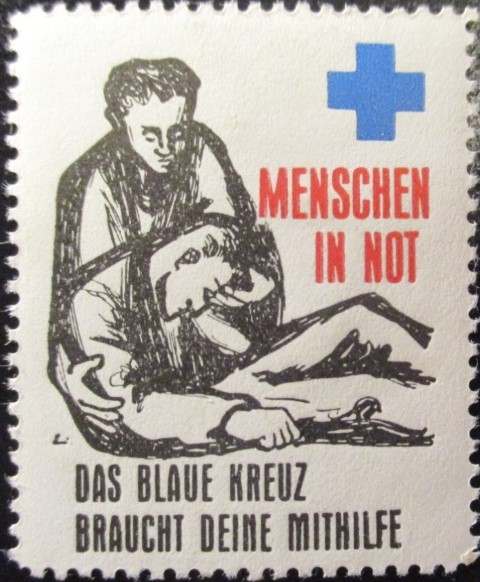 MENSCHEN
IN NOT
L.
DAS BLAUE KREUZ
BRAUCHT DEINE MITHILFE